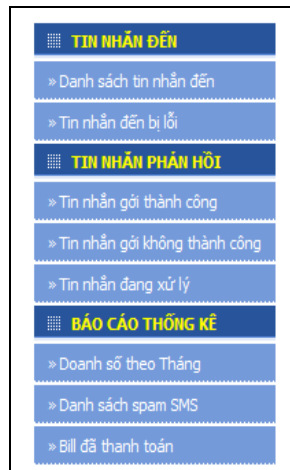 TIN NHẮN ĐẾN
» Danh sách tin nhắn đến
» Tin nhắn đến bị lỗi
TIN NHẮN PHẢN HỒI
» Tin nhắn gởi thành công
» Tin nhắn gởi không thành công
» Tin nhắn đang xử lý
BÁO CÁO THỐNG KÊ
» Doanh số theo Tháng
» Danh sách spam SMS
» Bill đã thanh toán